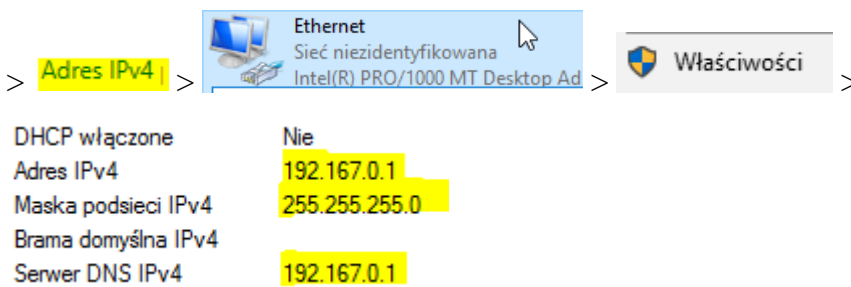 > Adres IPv4 > Ethernet
Sieć niezidentyfikowana
Intel(R) PRO/1000 MT Desktop Ad > Właściwości >
DHCP włączone Nie
Adres IPv4 192.167.0.1
Maska podsieci IPv4 255.255.255.0
Brama domyślna IPv4
Serwer DNS IPv4 192.167.0.1